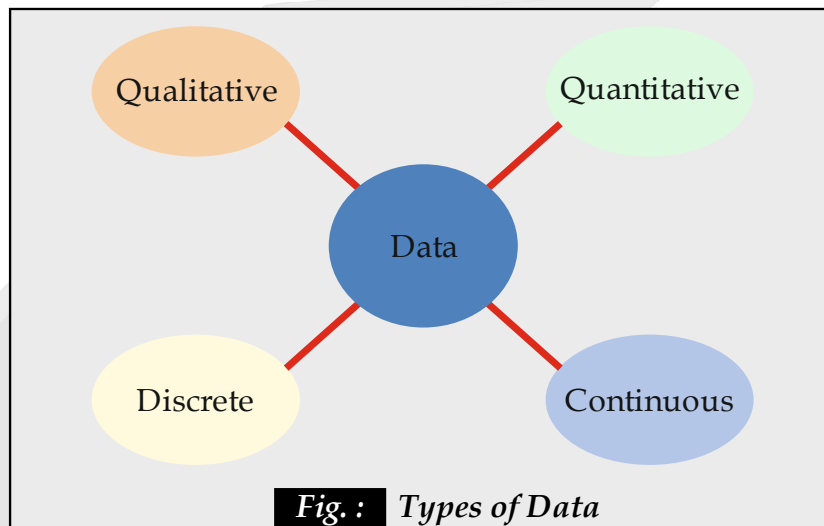 Qualitative
Quantitative
Data
Discrete
Continuous
Fig. : Types of Data